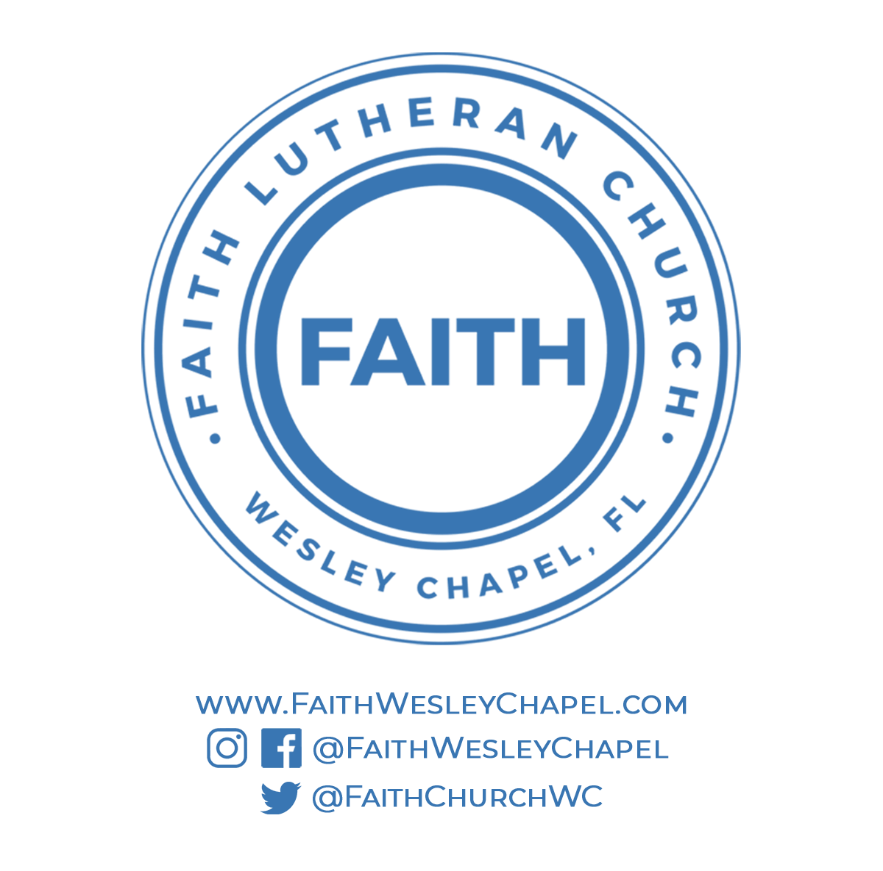 FAITH LUTHERAN CHURCH
FAITH
WESLEY CHAPEL, FL
www.FaithWesleyChapel.com
@FaithWesleyChapel
@FaithChurchWC